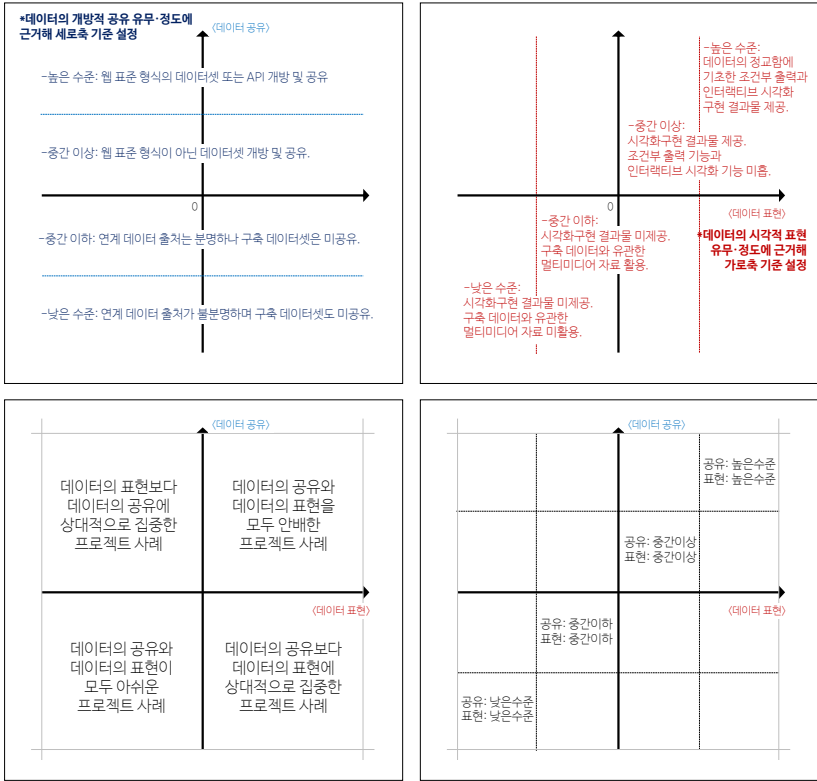 *데이터의 개방적 공유 유무·정도에
근거해 세로축 기준 설정
〈데이터 공유〉
-높은 수준: 웹 표준 형식의 데이터셋 또는 API 개방 및 공유
-중간 이상: 웹 표준 형식이 아닌 데이터셋 개방 및 공유.
0
-중간 이하: 연계 데이터 출처는 분명하나 구축 데이터셋은 미공유.
-낮은 수준: 연계 데이터 출처가 불분명하며 구축 데이터셋도 미공유.
-높은 수준:
데이터의 정교함에
기초한 조건부 출력과
인터랙티브 시각화
구현 결과물 제공.
-중간 이상:
시각화구현 결과물 제공.
조건부 출력 기능과
인터랙티브 시각화 기능 미흡.
0
〈데이터 표현〉
-중간 이하:
시각화구현 결과물 미제공.
구축 데이터와 유관한
멀티미디어 자료 활용.
*데이터의 시각적 표현
유무·정도에 근거해
가로축 기준 설정
-낮은 수준:
시각화구현 결과물 미제공.
구축 데이터와 유관한
멀티미디어 자료 미활용.
〈데이터 공유〉
데이터의 표현보다
데이터의 공유에
상대적으로 집중한
프로젝트 사례
데이터의 공유와
데이터의 표현을
모두 안배한
프로젝트 사례
〈데이터 표현〉
데이터의 공유와
데이터의 표현이
모두 아쉬운
프로젝트 사례
데이터의 공유보다
데이터의 표현에
상대적으로 집중한
프로젝트 사례
〈데이터 공유〉
공유: 높은수준
표현: 높은수준
공유: 중간이상
표현: 중간이상
〈데이터 표현〉
공유: 중간이하
표현: 중간이하
공유: 낮은수준
표현: 낮은수준